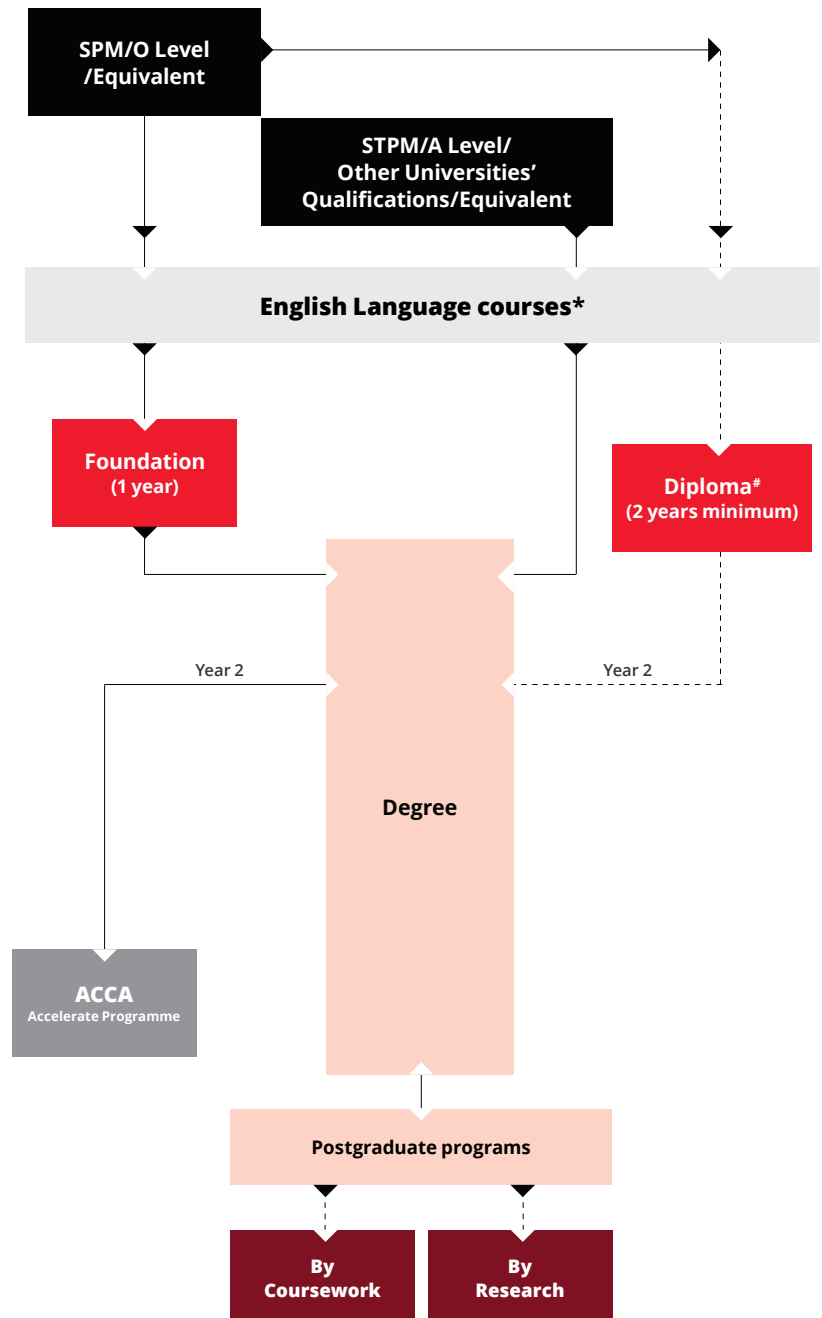 SPM/O Level
/Equivalent
STPM/A Level/
Other Universities’
Qualifications/Equivalent
English Language courses*
Foundation
(1 year)
Diploma#
(2 years minimum)
Year 2
Year 2
Degree
ACCA
Accelerate Programme
Postgraduate programs
By
Coursework
By
Research